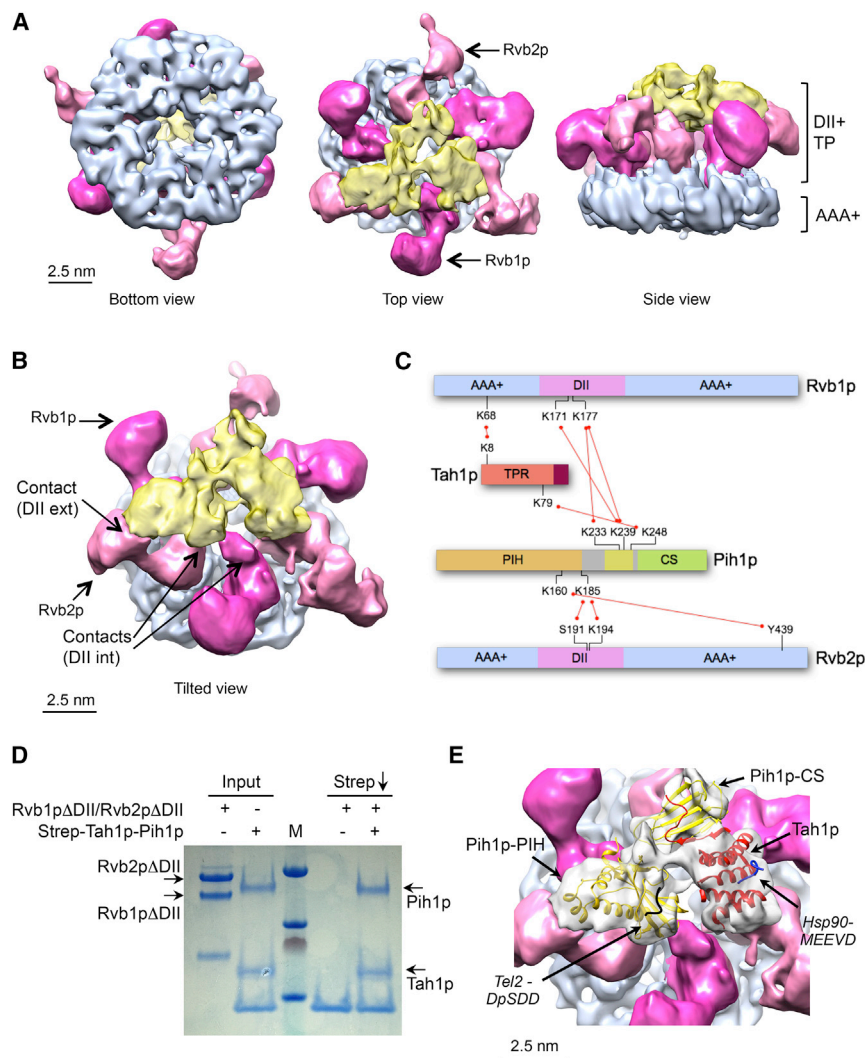 A
Rvb2p
DII+
TP
AAA+
Rvb1p
2.5 nm
Bottom view
Top view
Side view
B
Rvb1p
Contact
(DII ext)
Rvb2p
Contacts
(DII int)
Tilted view
2.5 nm
C
AAA+ DII AAA+ Rvb1p
K68 K171 K177
K8
Tah1p TPR
K79
K233 K239 K248
PIH CS Pih1p
K160 K185
S191 K194 Y439
AAA+ DII AAA+ Rvb2p
D
Input Strep↓
Rvb1pΔDII/Rvb2pΔDII + - + +
Strep-Tah1p-Pih1p - + M - +
Rvb2pΔDII
Rvb1pΔDII
Pih1p
Tah1p
E
Pih1p-CS
Tah1p
Pih1p-PIH
Hsp90-
MEEVD
Tel2 -
DpSDD
2.5 nm